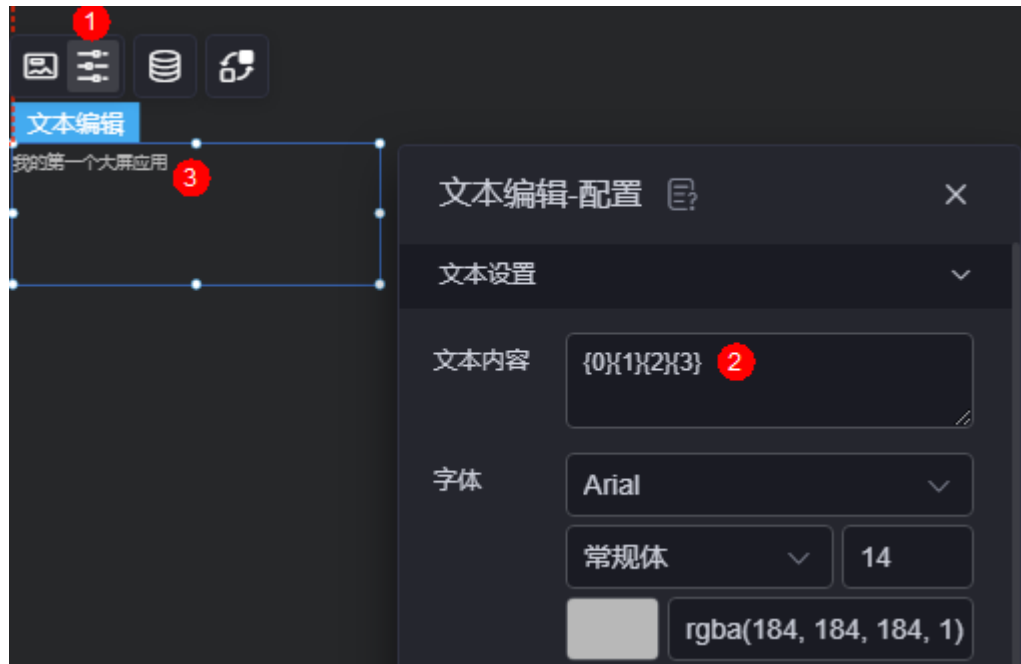 1
文本编辑
我的第一个大屏应用
3
文本编辑-配置
文本设置
文本内容
{0}{1}{2}{3}
2
字体
Arial
常规体
14
rgba(184, 184, 184, 1)